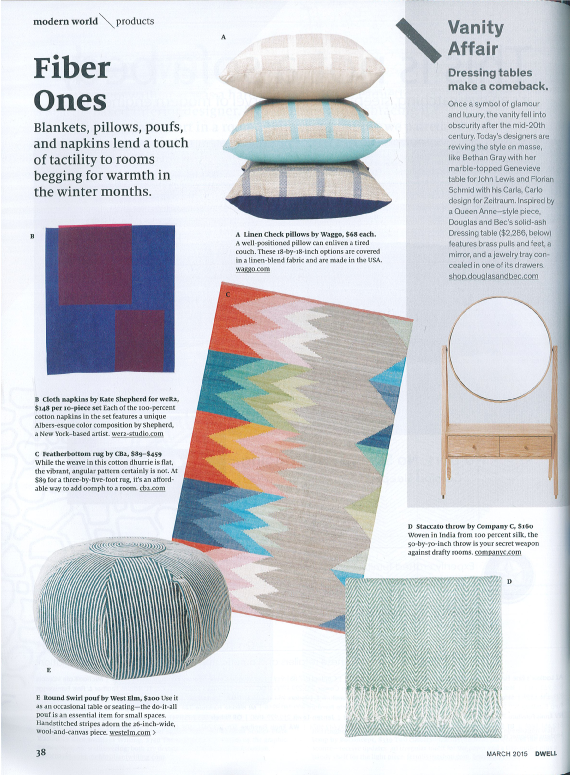 modern world \ products
Fiber
Ones
Blankets, pillows, poufs,
and napkins lend a touch
of tactility to rooms
begging for warmth in
the winter months.
A
A Linen Check pillows by Waggo, $68 each.
A well-positioned pillow can enliven a tired
couch. These 18-by-18-inch options are covered
in a linen-blend fabric and are made in the USA.
waggo.com
Vanity
Affair
Dressing tables
make a comeback.
Once a symbol of glamour
and luxury, the vanity fell into
obscurity after the mid-20th
century. Today's designers are
reviving the style en masse,
like Bethan Gray with her
marble-topped Genevieve
table for John Lewis and Florian
Schmid with his Carla, Carlo
design for Zeitraum. Inspired by
a Queen Anne–style piece,
Douglas and Bec's solid-ash
Dressing table ($2,286, below)
features brass pulls and feet, a
mirror, and a jewelry tray con-
cealed in one of its drawers.
shop.douglasandbec.com
B
B Cloth napkins by Kate Shepherd for weR2,
$148 per 10-piece set Each of the 100-percent
cotton napkins in the set features a unique
Albers-esque color composition by Shepherd,
a New York–based artist. wer2-studio.com
C
C Featherbottom rug by CB2, $89–$459
While the weave in this cotton dhurrie is flat,
the vibrant, angular pattern certainly is not. At
$89 for a three-by-five-foot rug, it's an afford-
able way to add oomph to a room. cb2.com
D Staccato throw by Company C, $160
Woven in India from 100 percent silk, the
50-by-70-inch throw is your secret weapon
against drafty rooms. companyc.com
D
E
E Round Swirl pouf by West Elm, $200 Use it
as an occasional table or seating—the do-it-all
pouf is an essential item for small spaces.
Handstitched stripes adorn the 26-inch-wide,
wool-and-canvas piece. westelm.com >
38
MARCH 2015 DWELL